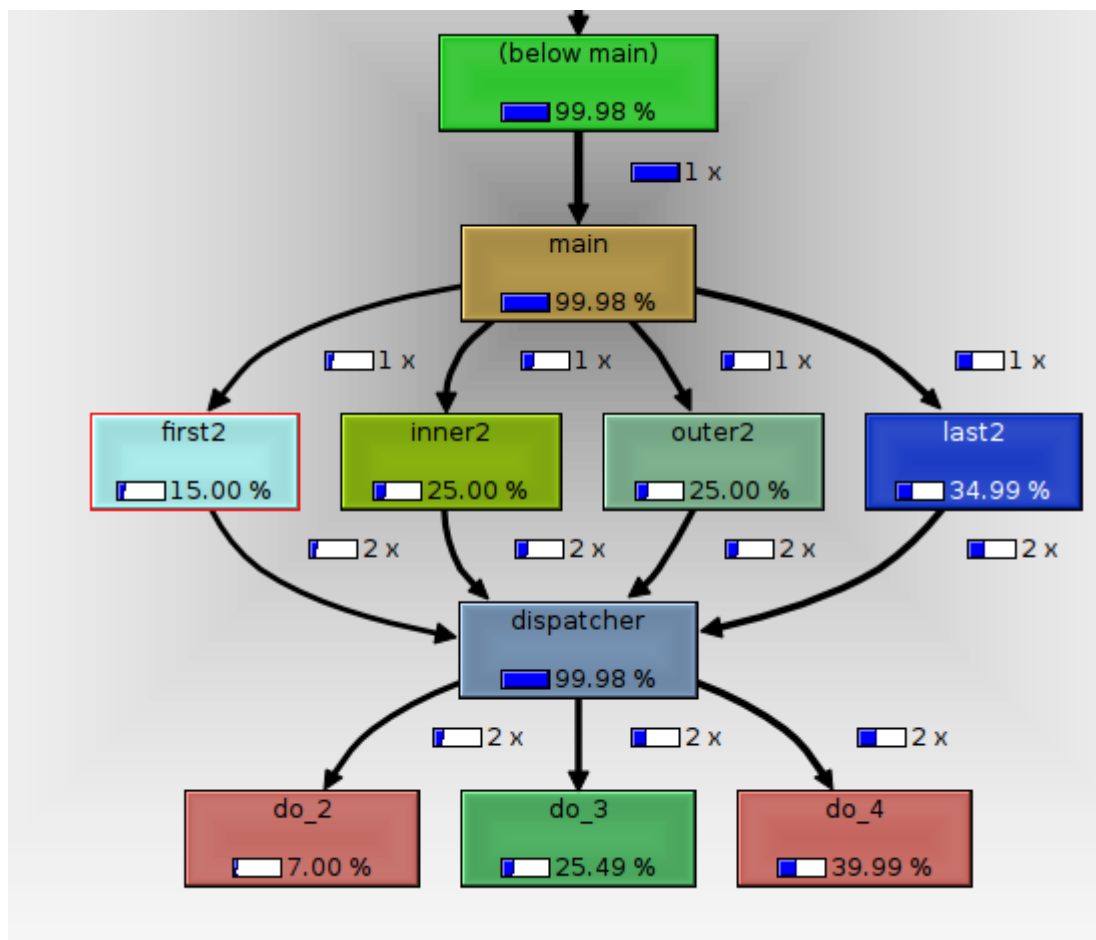 (below main)
99.98 %
1 x
main
99.98 %
1 x
1 x
1 x
1 x
first2
inner2
outer2
last2
15.00 %
25.00 %
25.00 %
34.99 %
2 x
2 x
2 x
2 x
dispatcher
99.98 %
2 x
2 x
2 x
do_2
do_3
do_4
7.00 %
25.49 %
39.99 %